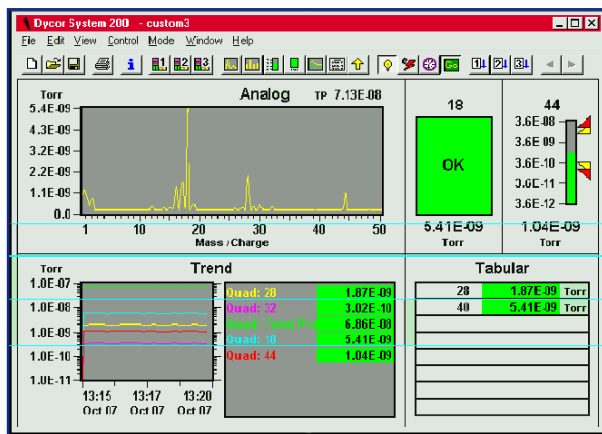 Dycor System 200 - custom3
File Edit View Control Mode Window Help
Analog TP 7.13E-08
5.4E-09
4.3E-09
3.2E-09
2.2E-09
1.1E-09
0.0
1 10 20 30 40 50
Mass / Charge
18
OK
5.41E-09
Torr
44
3.6E-08
3.6E 09
3.6E-10
3.6E-11
3.6E-12
1.04E-09
Torr
Torr
Trend
1.0E-07
1.0E-08
1.0E-09
1.0E-10
1.0E-11
13:15 13:17 13:20
Oct 07 Oct 07 Oct 07
Quad: 28 1.87E-09
Quad: 32 3.02E-10
Quad: Total Pre 6.86E-08
Quad: 18 5.41E-09
Quad: 44 1.04E-09
Tabular
28 1.87E-09 Torr
40 5.41E-09 Torr